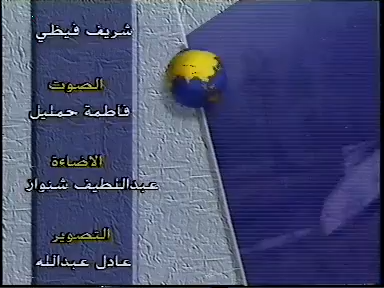 شريف فيظي
الصوت
فاطمة حمليل
الاضاءة
عبداللطيف شنواز
التصوير
عادل عبدالله